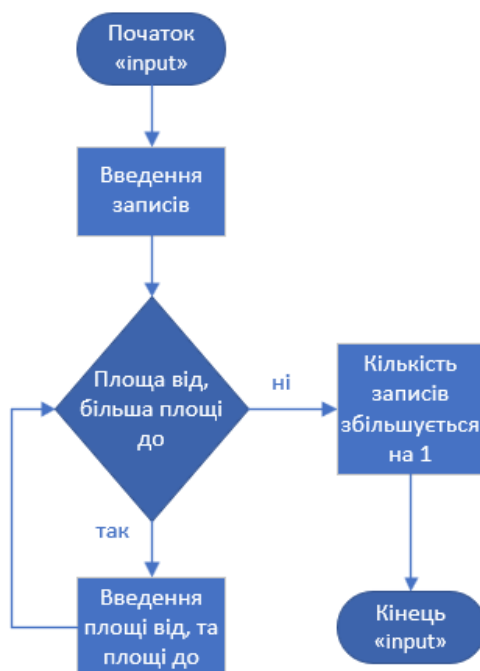 Початок
«input»
Введення
записів
Площа від,
більша площі
до
ні
Кількість
записів
збільшується
на 1
так
Введення
площі від, та
площі до
Кінець
«input»